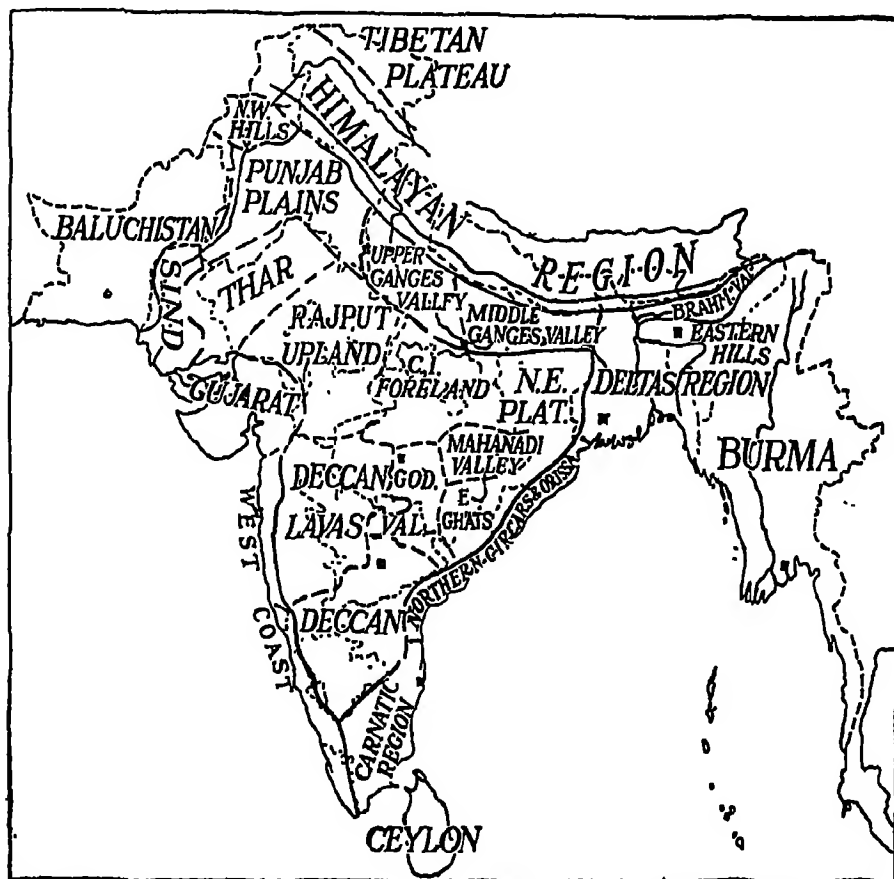 TIBETAN
PLATEAU
HIMALAYAN
REGION
N.W.
HILLS
PUNJAB
PLAINS
BALUCHISTAN
SIND
THAR
UPPER
GANGES
VALLEY
MIDDLE
GANGES VALLEY
BRAHM. VAL.
EASTERN
HILLS
REGION
RAJPUT
UPLAND
C.I.
FORELAND
N.E.
PLAT.
DELTAS
GUJARAT
MAHANADI
VALLEY
BURMA
DECCAN
LAVAS
GOD.
VAL.
E
GHATS
NORTHERN-CIRCARS & ORISSA
WEST COAST
DECCAN
CARNATIC
REGION
CEYLON